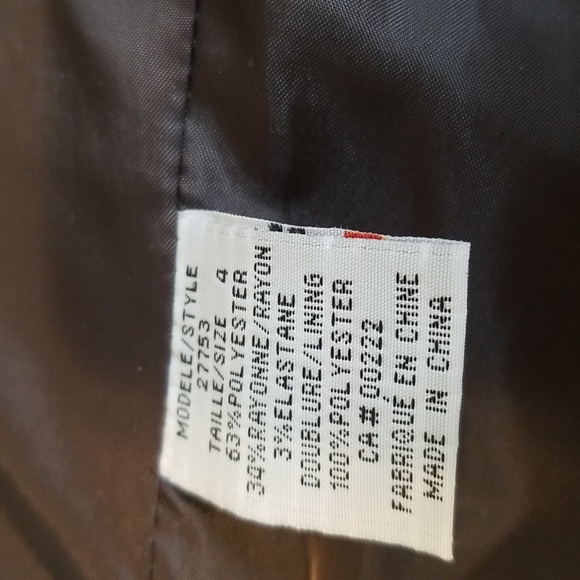 MODELE/STYLE
27753
TAILLE/SIZE 4
63%POLYESTER
34%RAYONNE/RAYON
3%ELASTANE
DOUBLURE/LINING
100%POLYESTER
CA#,00222
FABRIQUE EN CHINE
MADE IN CHINA